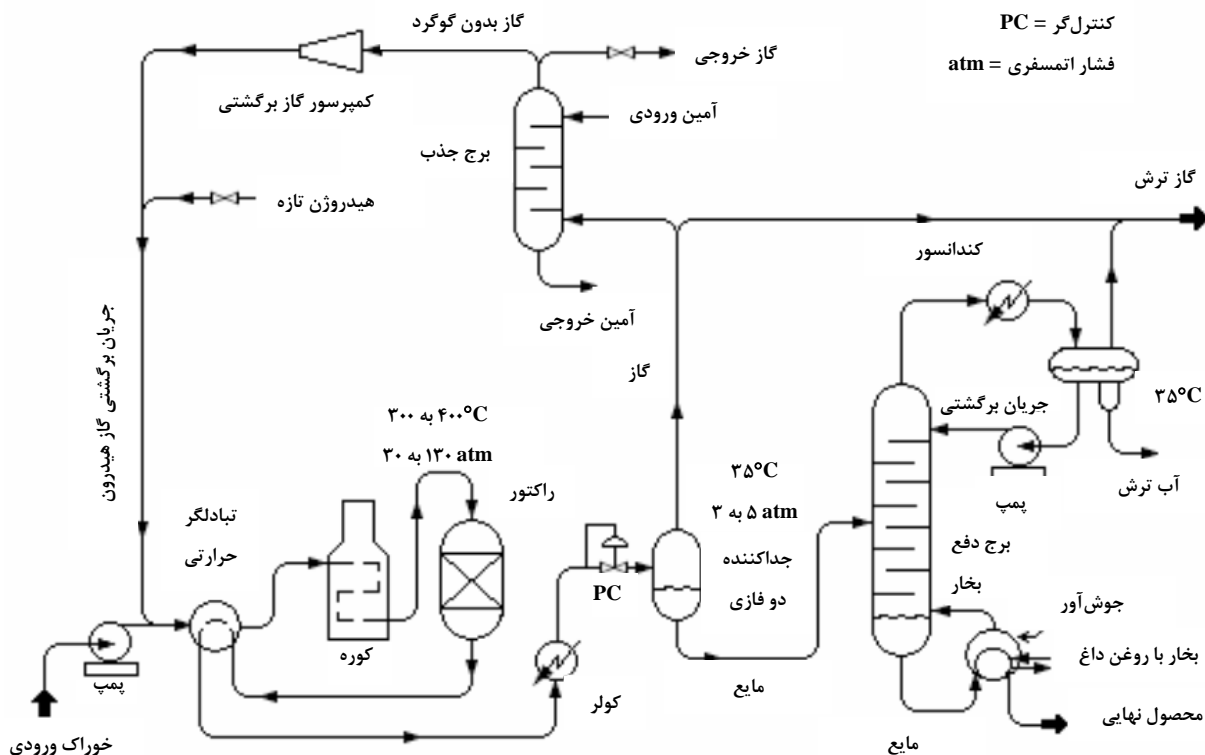 گاز بدون گوگرد
PC = کنترل‌گر
گاز خروجی
atm = فشار اتمسفری
کمپرسور گاز برگشتی
آمین ورودی
برج جذب
گاز ترش
هیدروژن تازه
کندانسور
آمین خروجی
جریان برگشتی گاز هیدرون
گاز
۳۵°C
جریان برگشتی
۳۰۰ به ۴۰۰°C
۳۰ به ۱۳۰ atm
راکتور
۳۵°C
۳ به ۵ atm
آب ترش
پمپ
تبادلگر
حرارتی
جداکننده
دو فازی
برج دفع
بخار
PC
جوش‌آور
کوره
پمپ
کولر
مایع
بخار با روغن داغ
محصول نهایی
خوراک ورودی
مایع